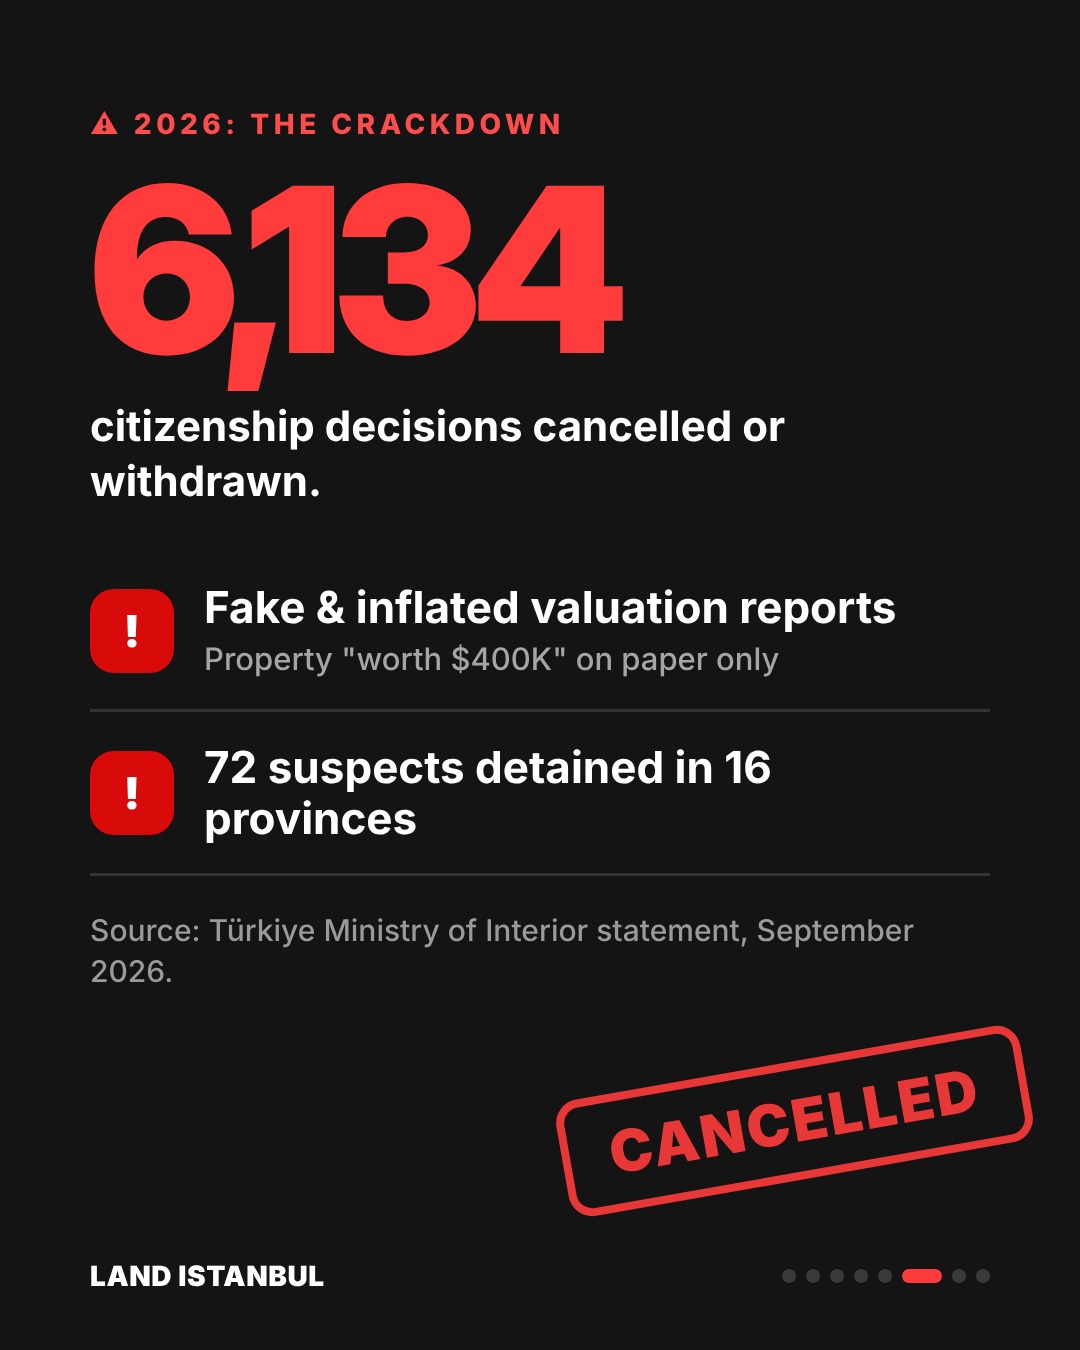 ⚠ 2026: THE CRACKDOWN
6,134
citizenship decisions cancelled or
withdrawn.
! Fake & inflated valuation reports
Property "worth $400K" on paper only
! 72 suspects detained in 16
provinces
Source: Türkiye Ministry of Interior statement, September
2026.
CANCELLED
LAND ISTANBUL